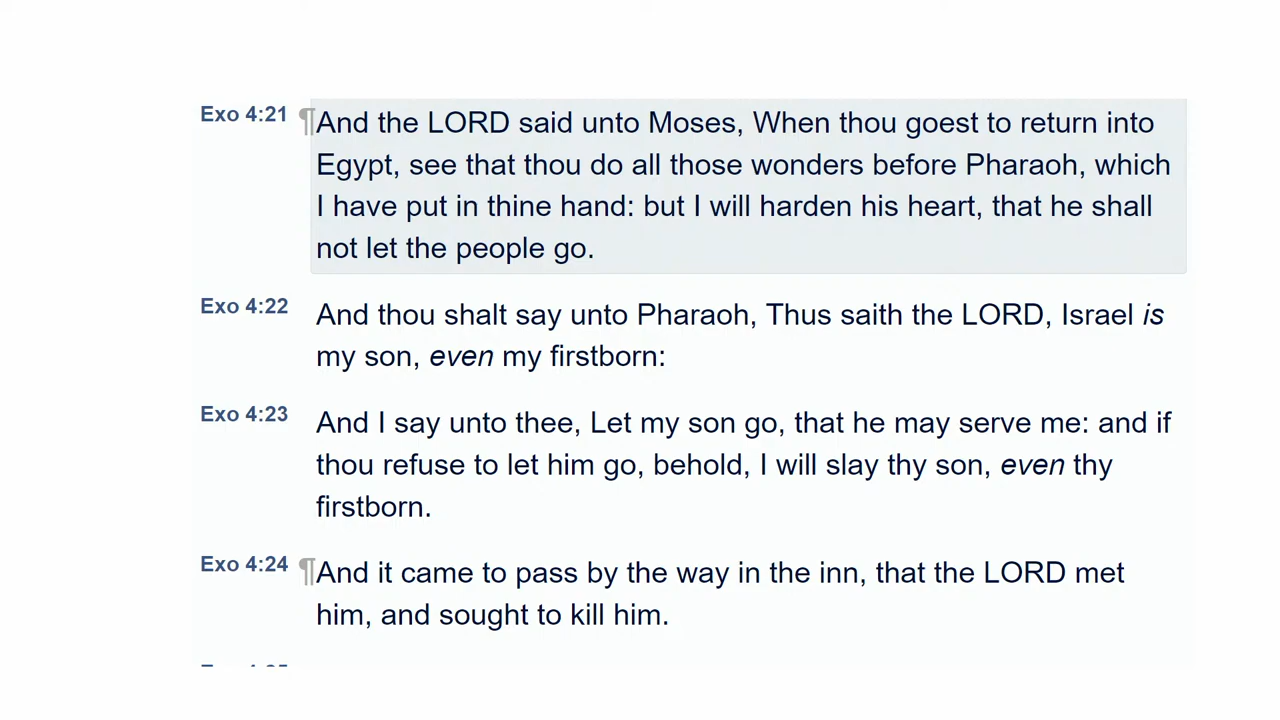 Exo 4:21 ¶And the LORD said unto Moses, When thou goest to return into
Egypt, see that thou do all those wonders before Pharaoh, which
I have put in thine hand: but I will harden his heart, that he shall
not let the people go.
Exo 4:22 And thou shalt say unto Pharaoh, Thus saith the LORD, Israel is
my son, even my firstborn:
Exo 4:23 And I say unto thee, Let my son go, that he may serve me: and if
thou refuse to let him go, behold, I will slay thy son, even thy
firstborn.
Exo 4:24 ¶And it came to pass by the way in the inn, that the LORD met
him, and sought to kill him.